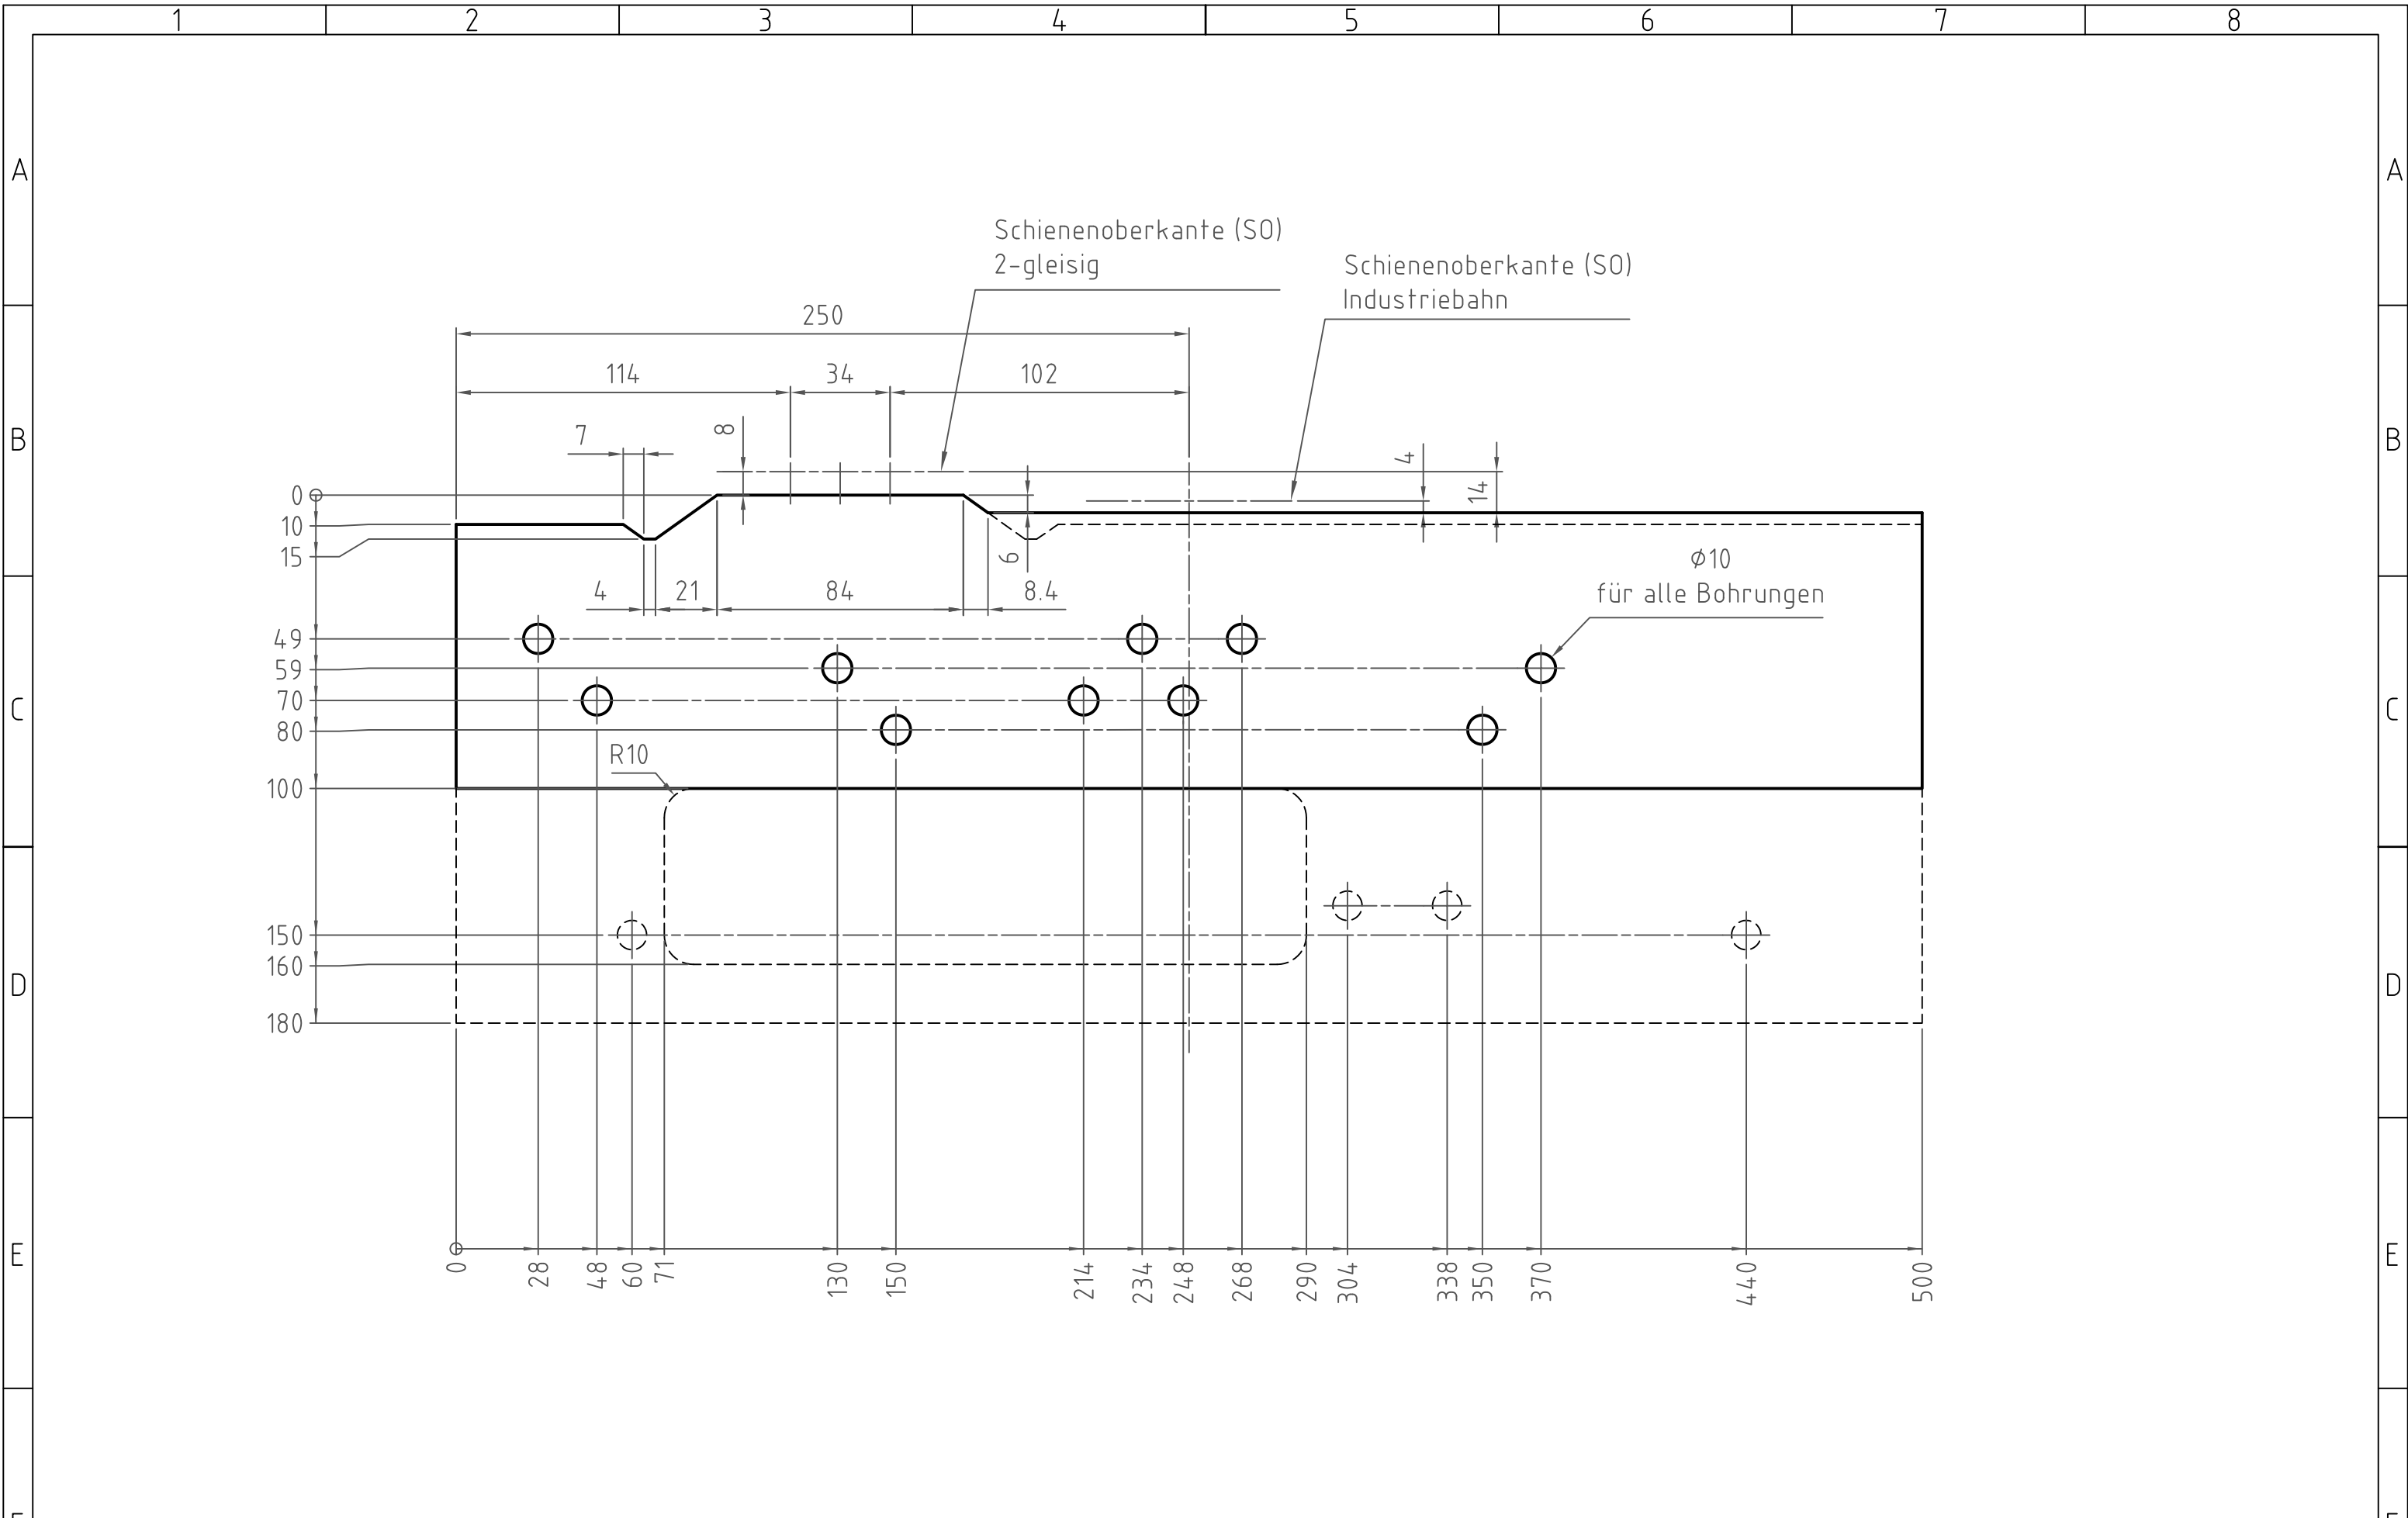 1 2 3 4 5 6 7 8
A A
Schienenoberkante (SO)
2-gleisig
Schienenoberkante (SO)
Industriebahn
250
114 34 102
B B
7 8 4 14
0
10
15
6
4 21 84 8.4
Ø10
für alle Bohrungen
49
59
70
80
C C
R10
100
150
160
180
D D
E E
0 28 48 60 71 130 150 214 234 248 268 290 304 338 350 370 440 500